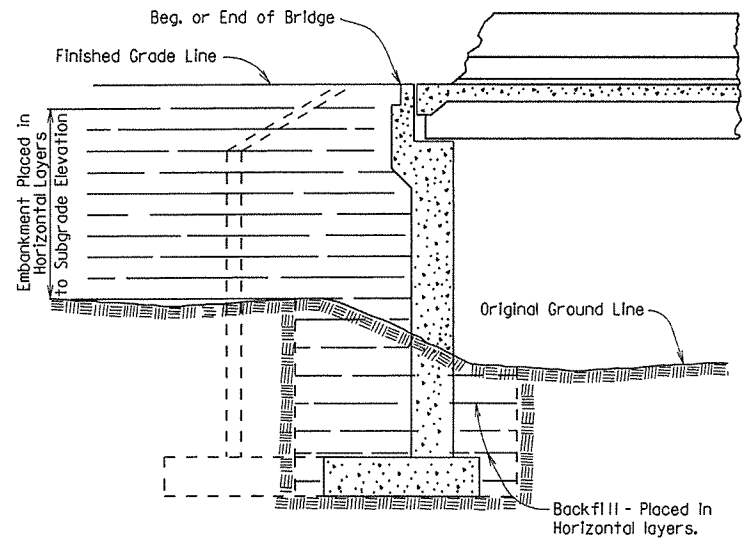 Beg. or End of Bridge
Finished Grade Line
Embankment Placed in
Horizontal Layers
to Subgrade Elevation
Original Ground Line
Backfill - Placed in
Horizontal layers.